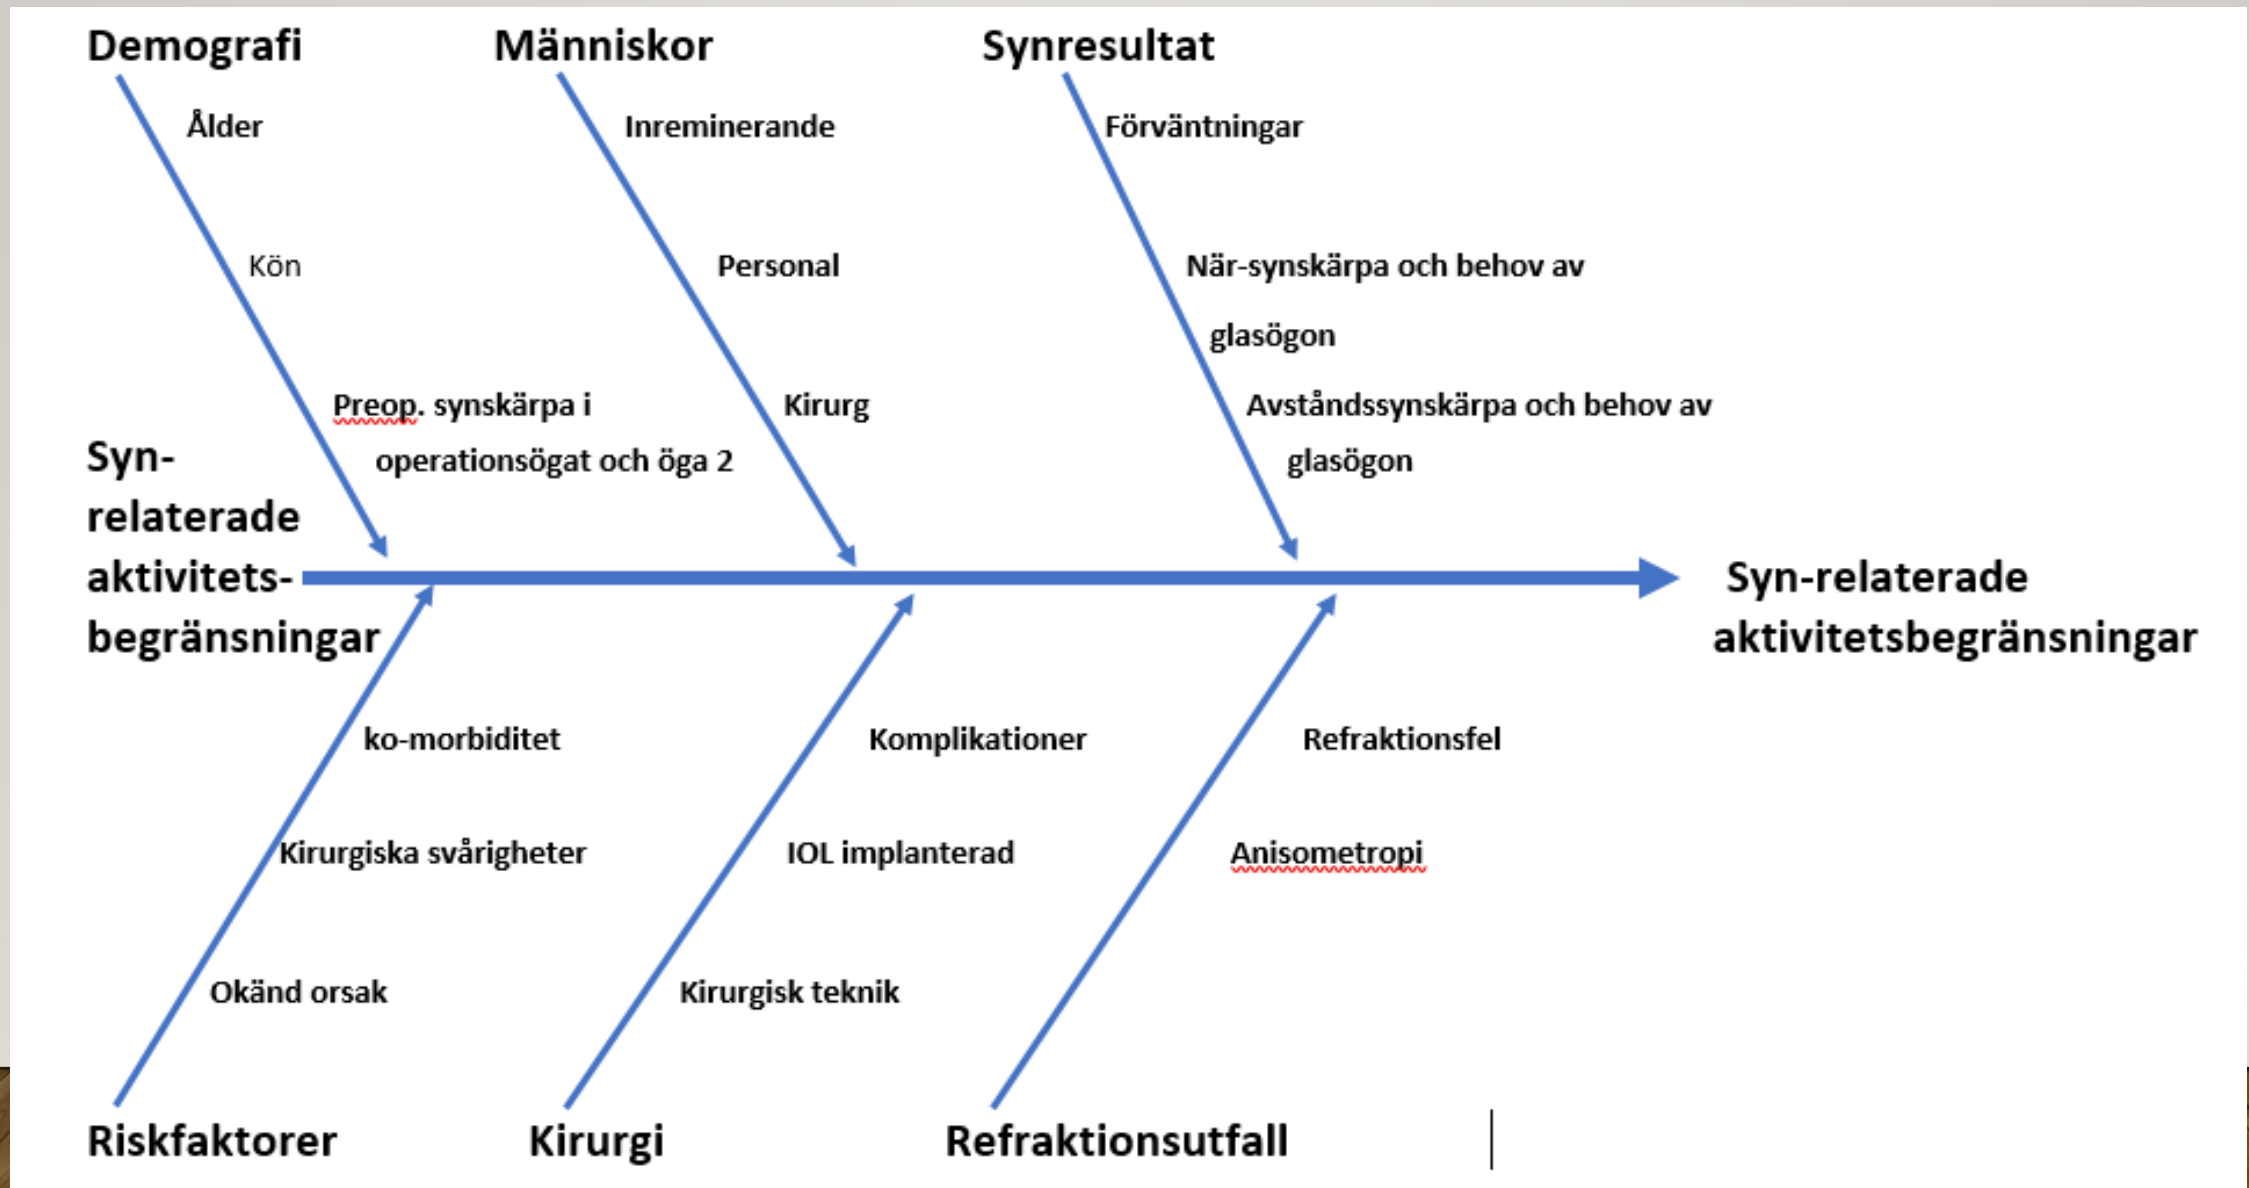 Demografi
Människor
Synresultat
Ålder
Inreminerande
Förväntningar
Kön
Personal
När-synskärpa och behov av
glasögon
Preop. synskärpa i
operationsögat och öga 2
Kirurg
Avståndssynskärpa och behov av
glasögon
Syn-
relaterade
aktivitets-
begränsningar
Syn-relaterade
aktivitetsbegränsningar
ko-morbiditet
Komplikationer
Refraktionsfel
Kirurgiska svårigheter
IOL implanterad
Anisometropi
Okänd orsak
Kirurgisk teknik
Riskfaktorer
Kirurgi
Refraktionsutfall